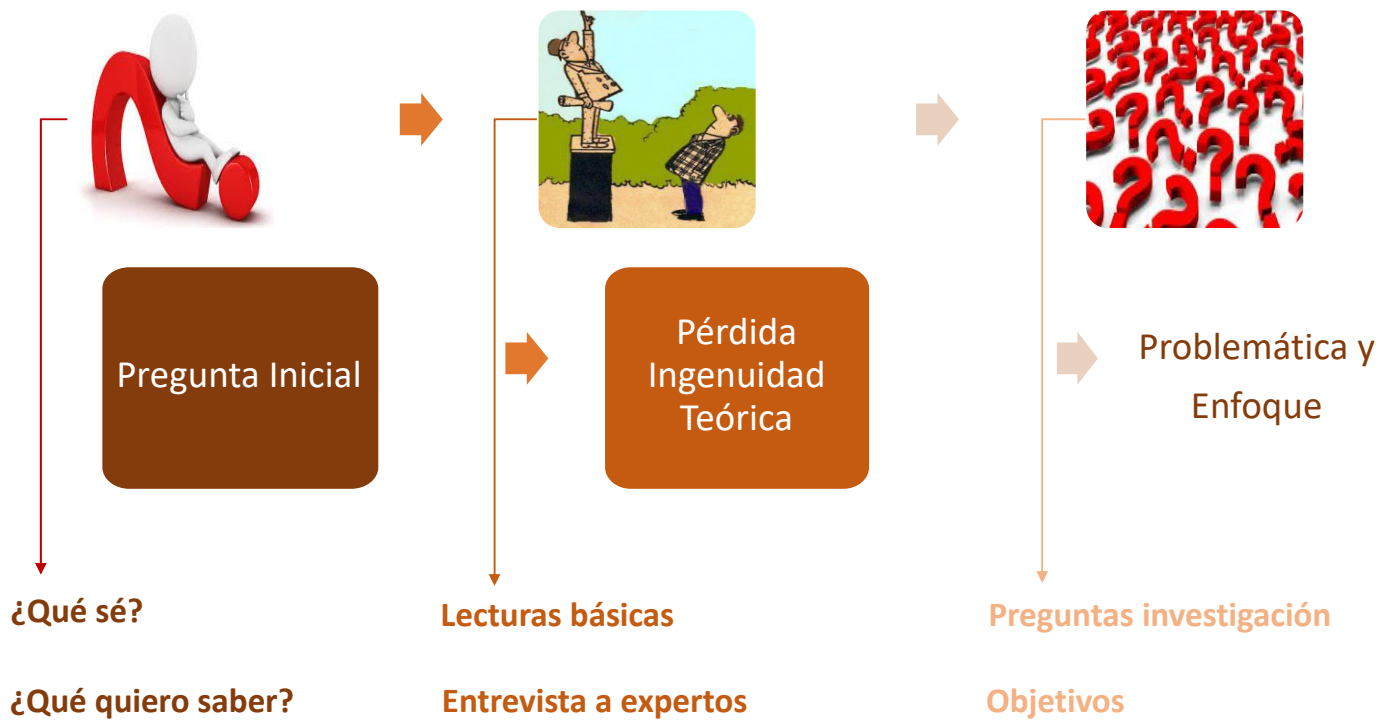 Pregunta Inicial
Pérdida
Ingenuidad
Teórica
Problemática y
Enfoque
¿Qué sé?
Lecturas básicas
Preguntas investigación
¿Qué quiero saber?
Entrevista a expertos
Objetivos